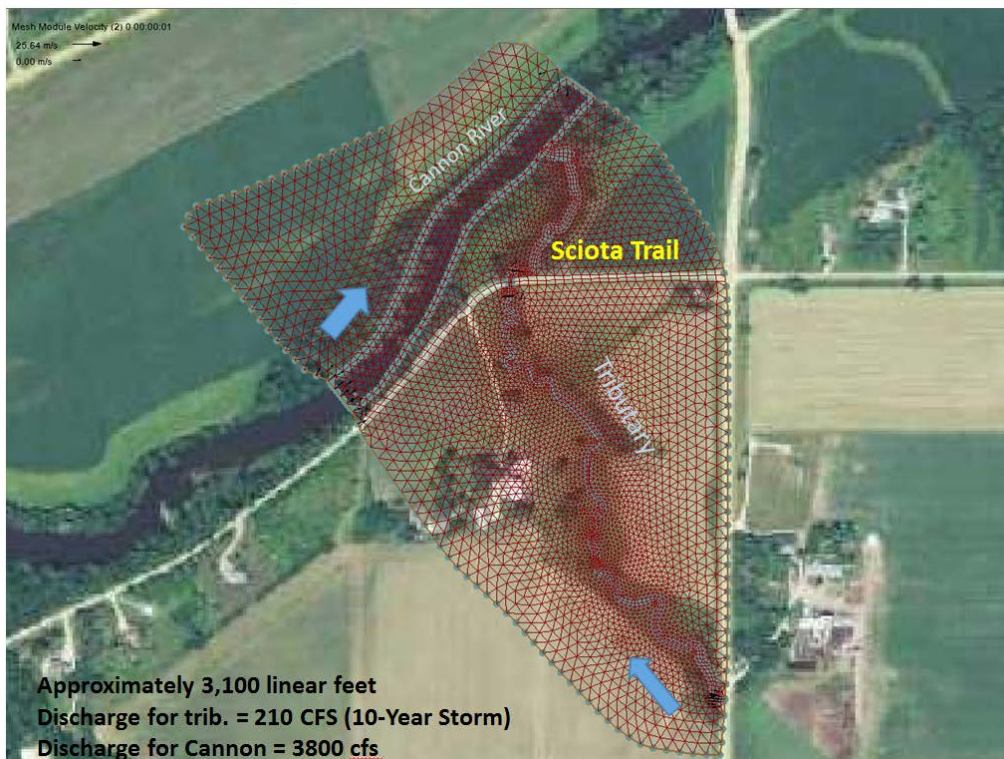 Mesh Module Velocity (2) 0 00:00:01
25.64 m/s
0.00 m/s
Cannon River
Sciota Trail
Tributary
Approximately 3,100 linear feet
Discharge for trib. = 210 CFS (10-Year Storm)
Discharge for Cannon = 3800 cfs